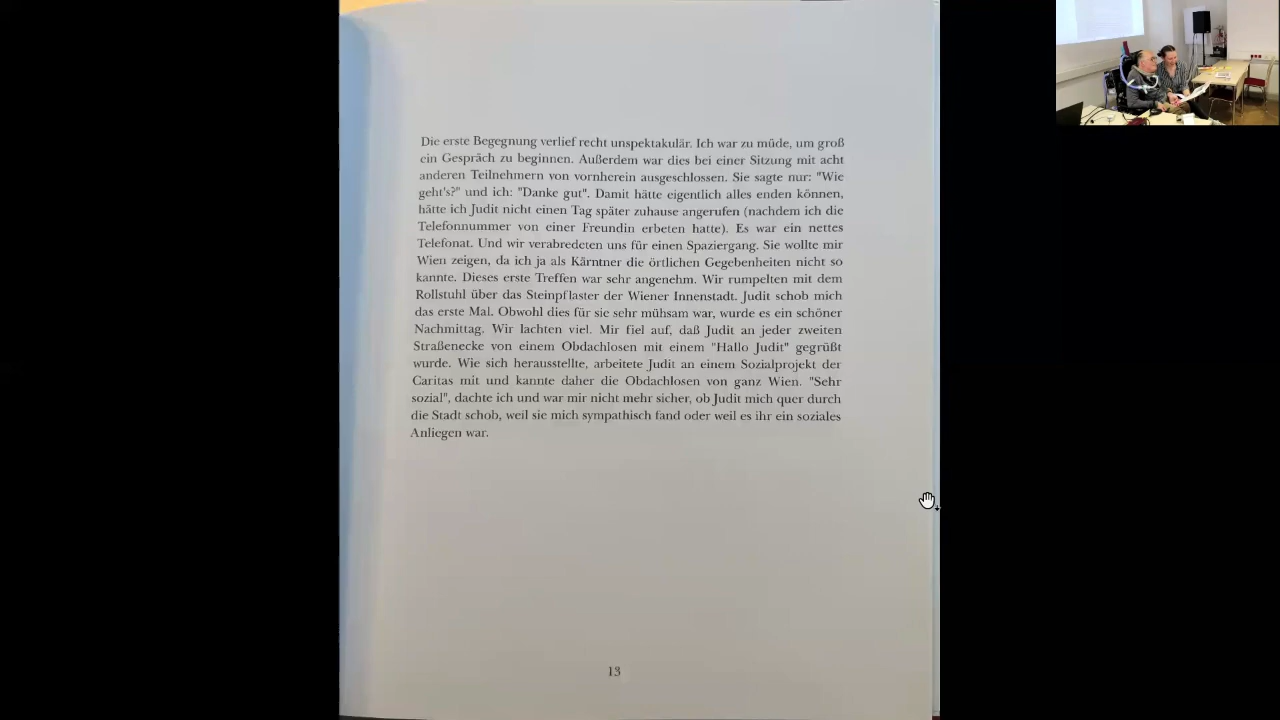 Die erste Begegnung verlief recht unspektakulär. Ich war zu müde, um groß
ein Gespräch zu beginnen. Außerdem war dies bei einer Sitzung mit acht
anderen Teilnehmern von vornherein ausgeschlossen. Sie sagte nur: "Wie
geht's?" und ich: "Danke gut". Damit hätte eigentlich alles enden können,
hätte ich Judit nicht einen Tag später zuhause angerufen (nachdem ich die
Telefonnummer von einer Freundin erbeten hatte). Es war ein nettes
Telefonat. Und wir verabredeten uns für einen Spaziergang. Sie wollte mir
Wien zeigen, da ich ja als Kärntner die örtlichen Gegebenheiten nicht so
kannte. Dieses erste Treffen war sehr angenehm. Wir rumpelten mit dem
Rollstuhl über das Steinpflaster der Wiener Innenstadt. Judit schob mich
das erste Mal. Obwohl dies für sie sehr mühsam war, wurde es ein schöner
Nachmittag. Wir lachten viel. Mir fiel auf, daß Judit an jeder zweiten
Straßenecke von einem Obdachlosen mit einem "Hallo Judit" gegrüßt
wurde. Wie sich herausstellte, arbeitete Judit an einem Sozialprojekt der
Caritas mit und kannte daher die Obdachlosen von ganz Wien. "Sehr
sozial", dachte ich und war mir nicht mehr sicher, ob Judit mich quer durch
die Stadt schob, weil sie mich sympathisch fand oder weil es ihr ein soziales
Anliegen war.
13